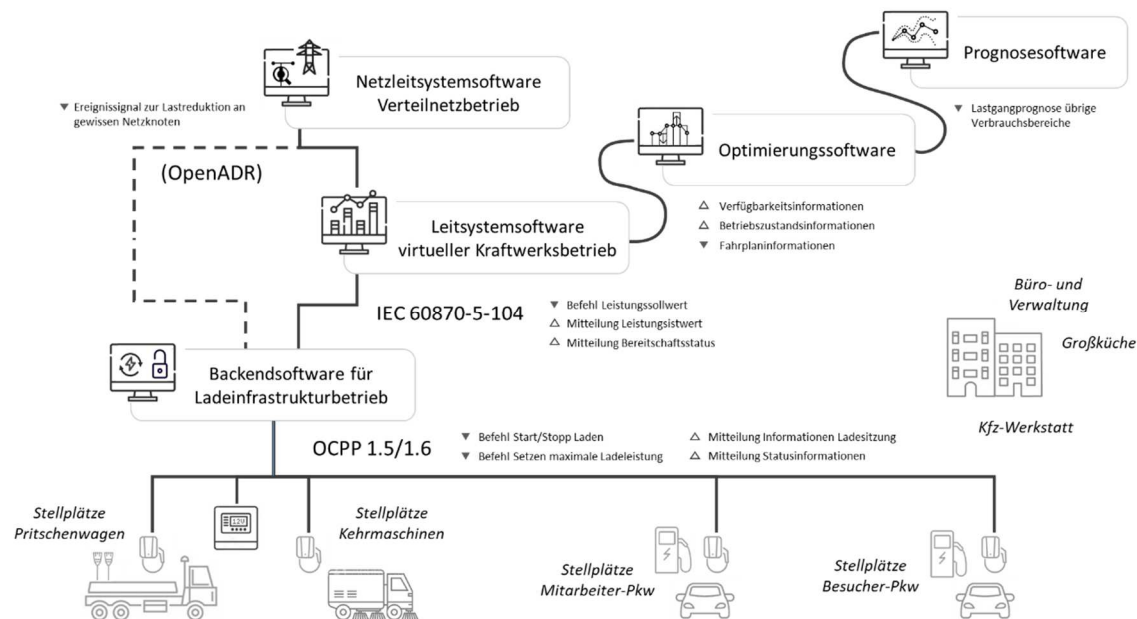 Prognosesoftware
Netzleitsystemsoftware
Verteilnetzbetrieb
▼ Ereignissignal zur Lastreduktion an
gewissen Netzknoten
▼ Lastgangprognose übrige
Verbrauchsbereiche
Optimierungssoftware
(OpenADR)
△ Verfügbarkeitsinformationen
△ Betriebszustandsinformationen
▼ Fahrplaninformationen
Leitsystemsoftware
virtueller Kraftwerksbetrieb
IEC 60870-5-104
▼ Befehl Leistungssollwert
△ Mitteilung Leistungsistwert
△ Mitteilung Bereitschaftsstatus
Büro- und
Verwaltung
Großküche
Kfz-Werkstatt
Backendsoftware für
Ladeinfrastrukturbetrieb
OCPP 1.5/1.6
▼ Befehl Start/Stopp Laden
▼ Befehl Setzen maximale Ladeleistung
△ Mitteilung Informationen Ladesitzung
△ Mitteilung Statusinformationen
Stellplätze
Pritschenwagen
Stellplätze
Kehrmaschinen
Stellplätze
Mitarbeiter-Pkw
Stellplätze
Besucher-Pkw